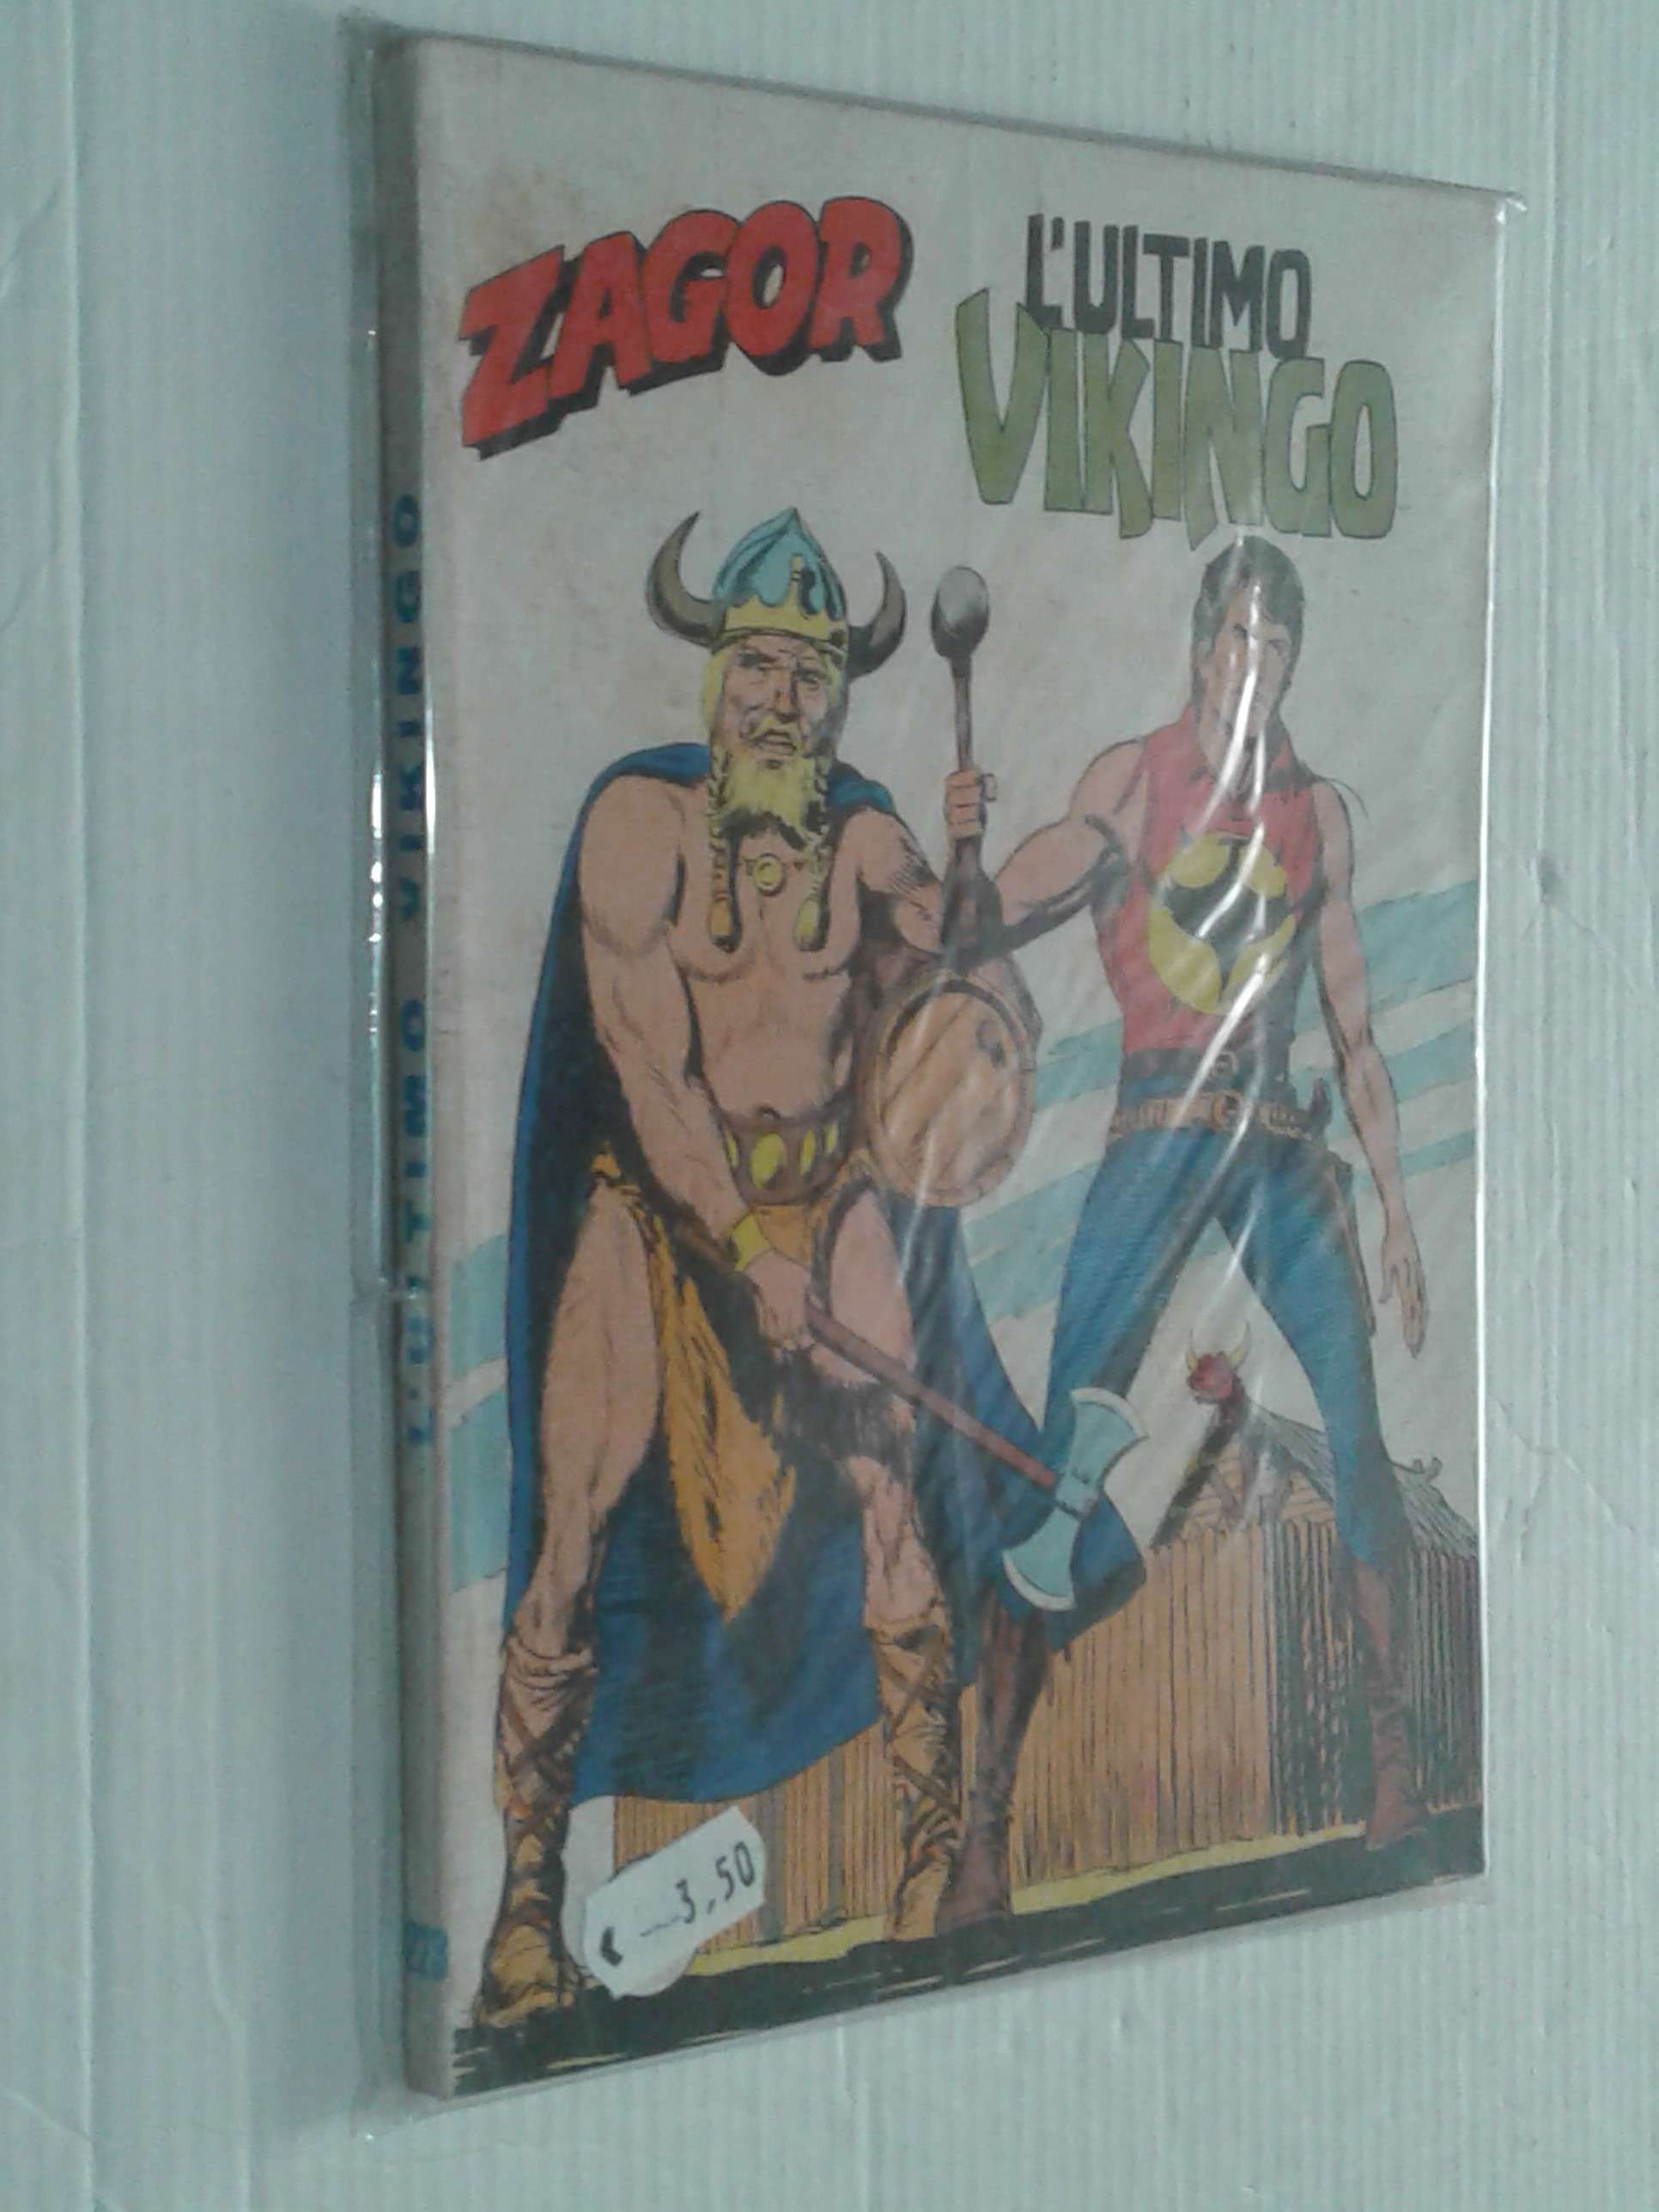 ZAGOR
L'ULTIMO
VIKINGO
L'ULTIMO VIKINGO
€ 3,50